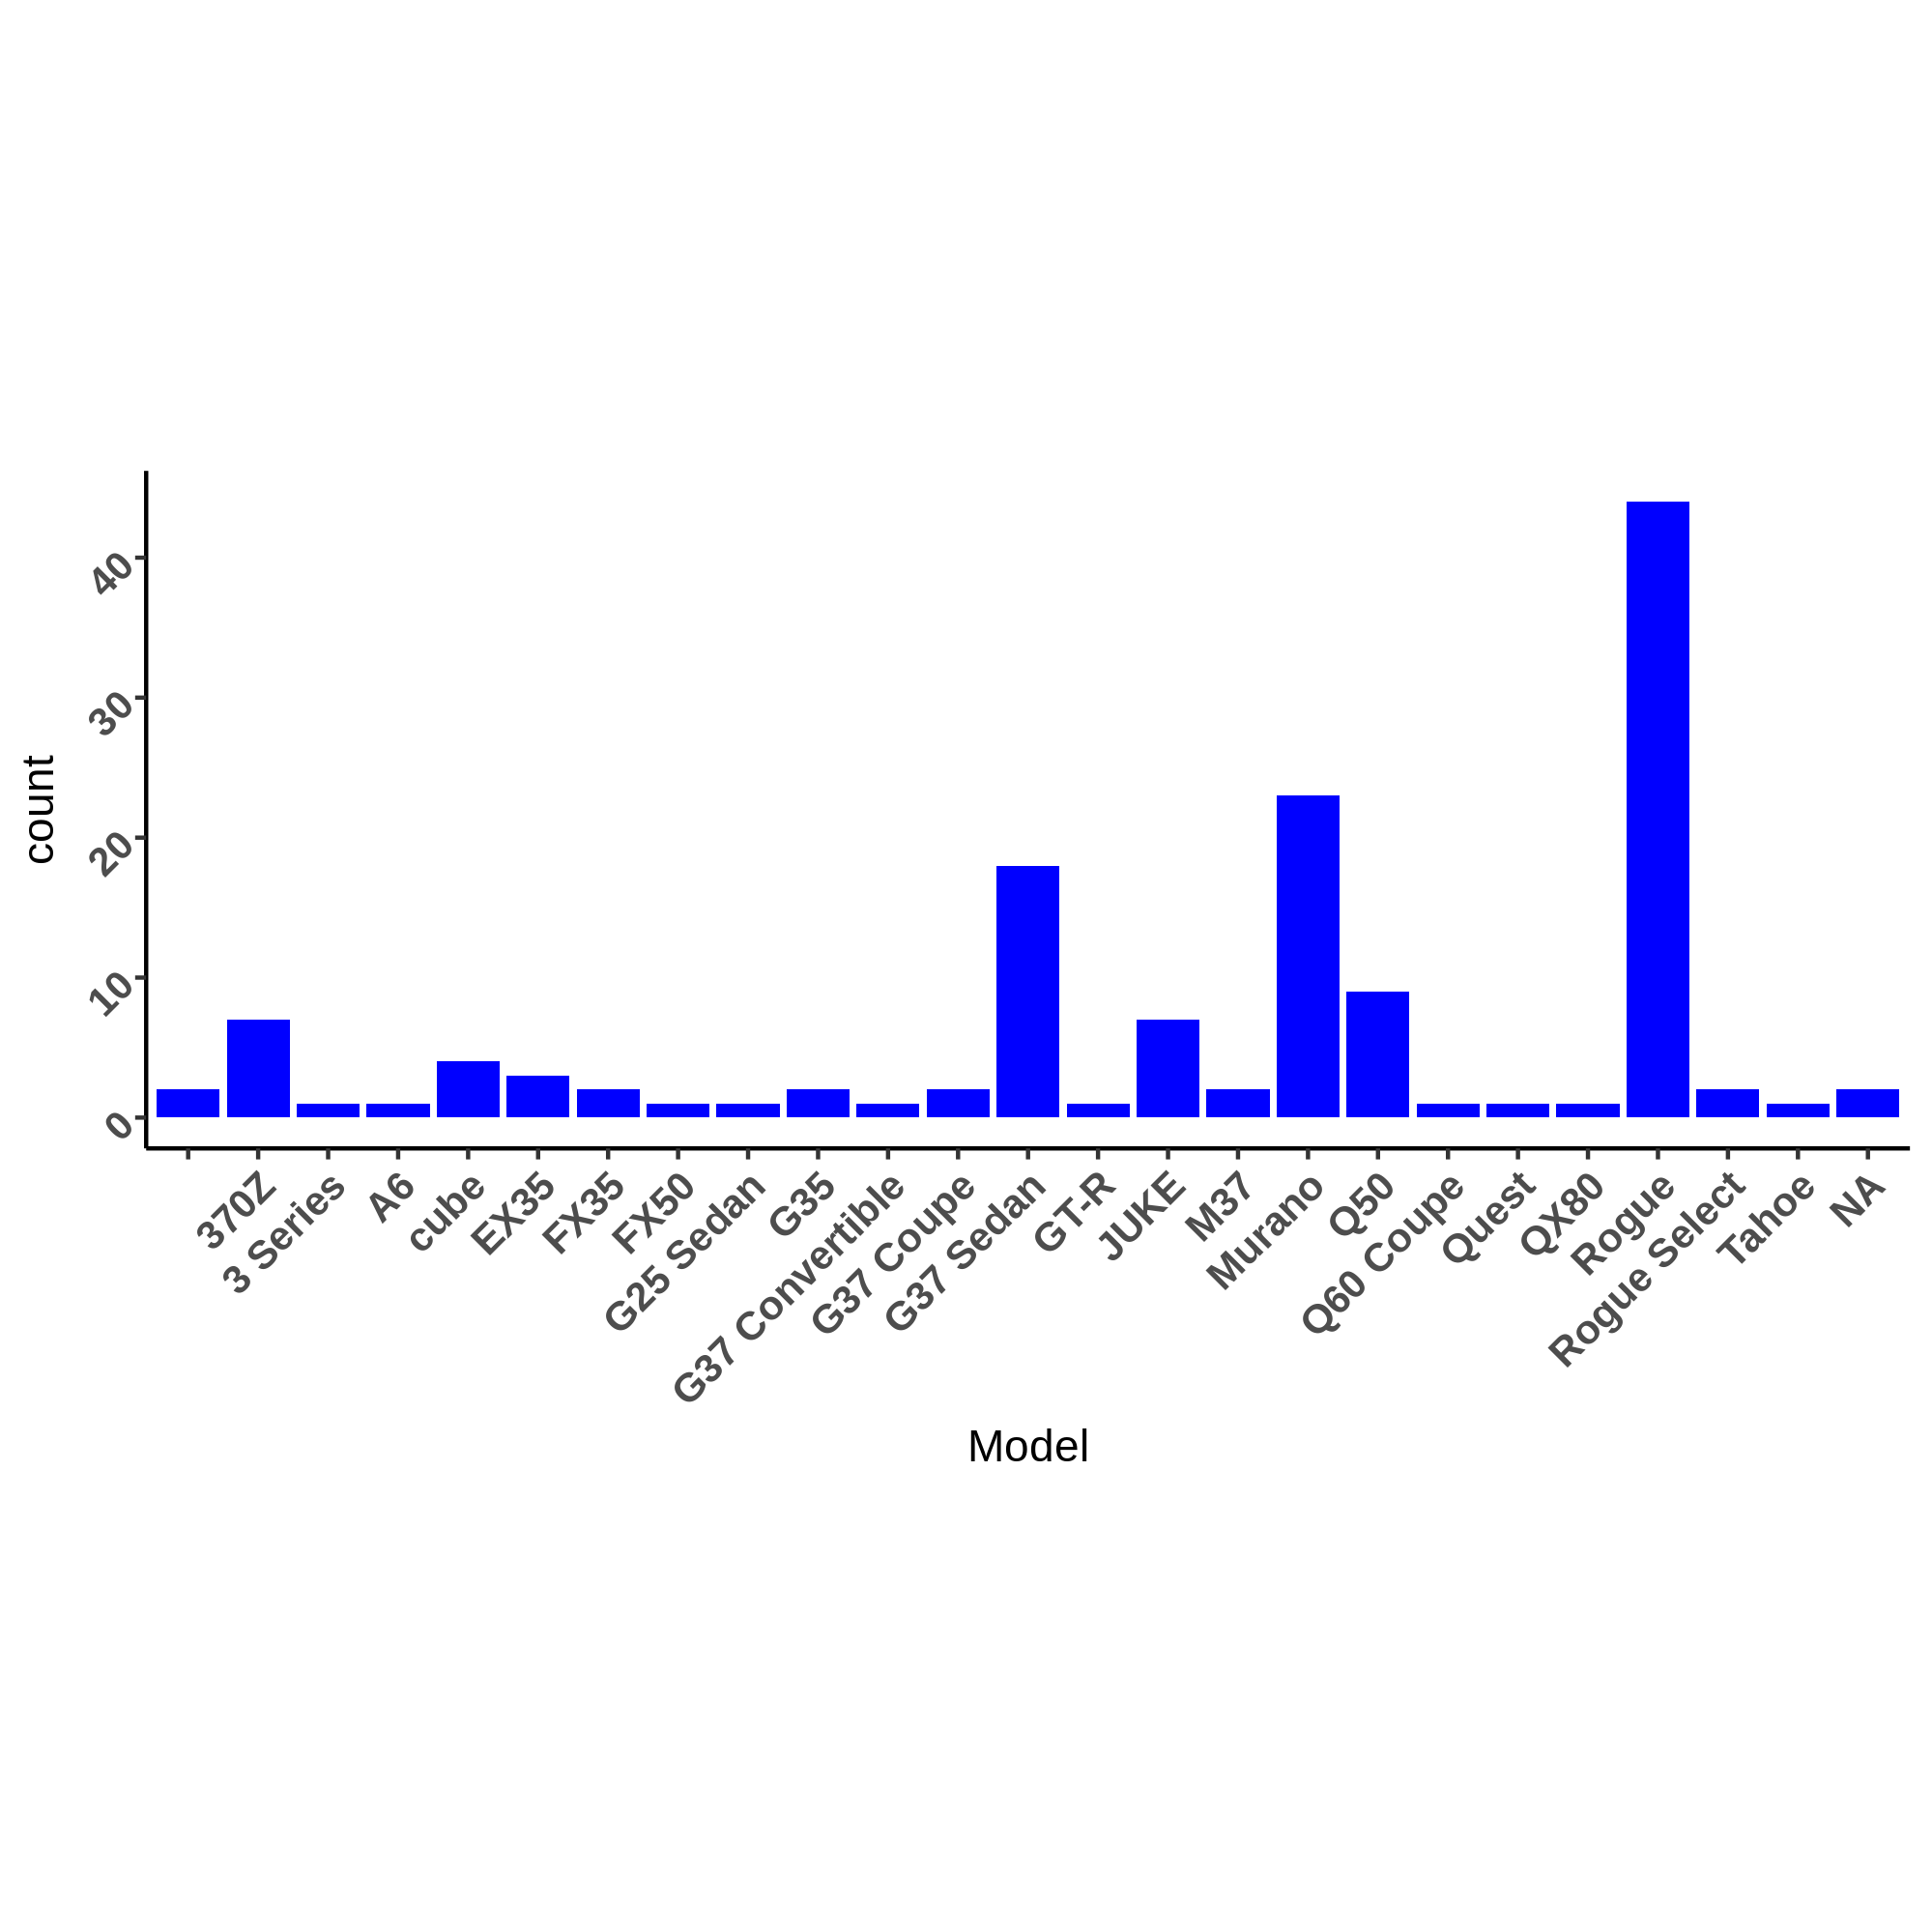 count
40
30
20
10
0
370Z
3 Series
A6
cube
EX35
FX35
FX50
G25 Sedan
G35
G37 Convertible
G37 Coupe
G37 Sedan
GT-R
JUKE
M37
Murano
Q50
Q60 Coupe
Quest
QX80
Rogue
Rogue Select
Tahoe
NA
Model